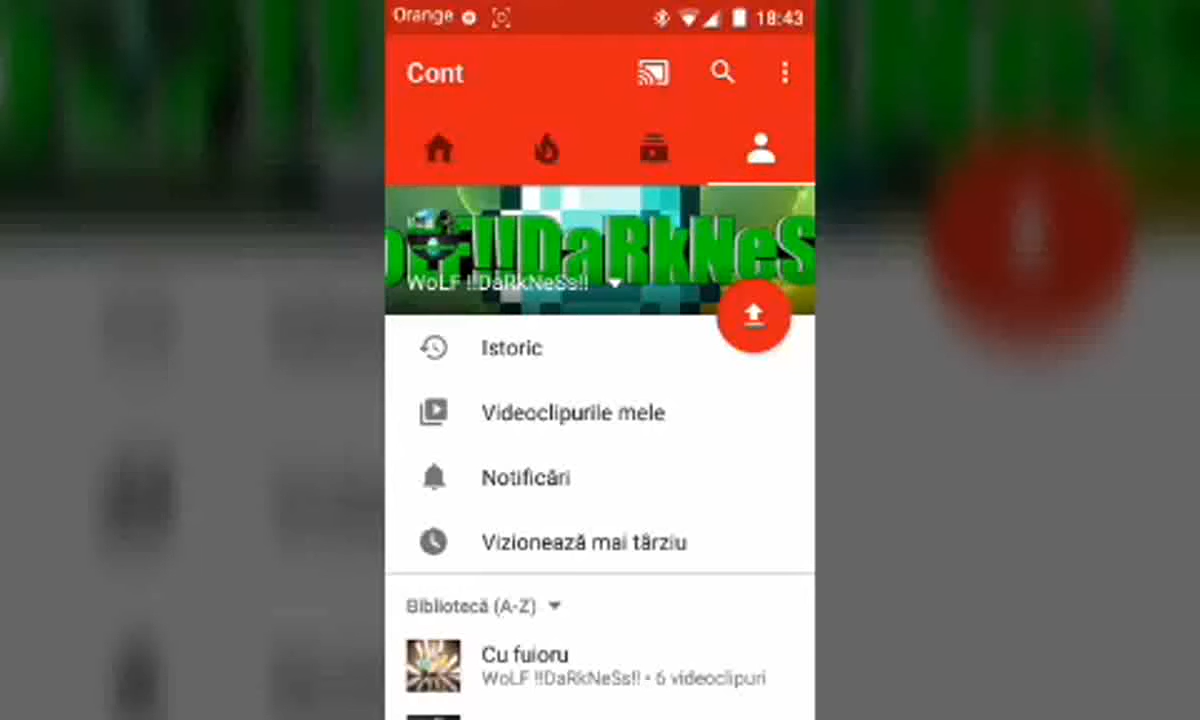 Orange 18:43
Cont
!!DaRkNeS
WoLF !!DaRkNeSs!!
Istoric
Videoclipurile mele
Notificări
Vizionează mai târziu
Bibliotecă (A-Z)
Cu fuioru
WoLF !!DaRkNeSs!! • 6 videoclipuri